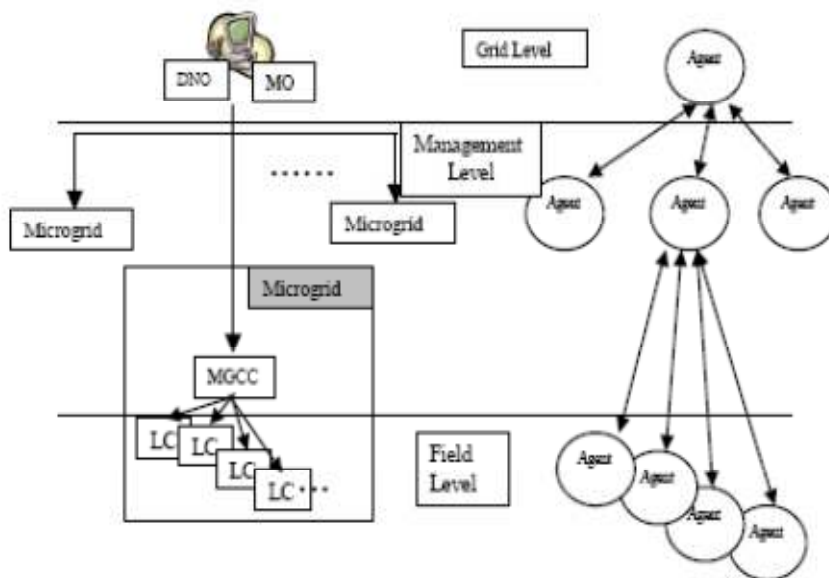 DNO
MO
Grid Level
Agent
Management
Level
......
Microgrid
Microgrid
Agent
Agent
Agent
Microgrid
MGCC
LC
LC
LC
LC ...
Field
Level
Agent
Agent
Agent
Agent